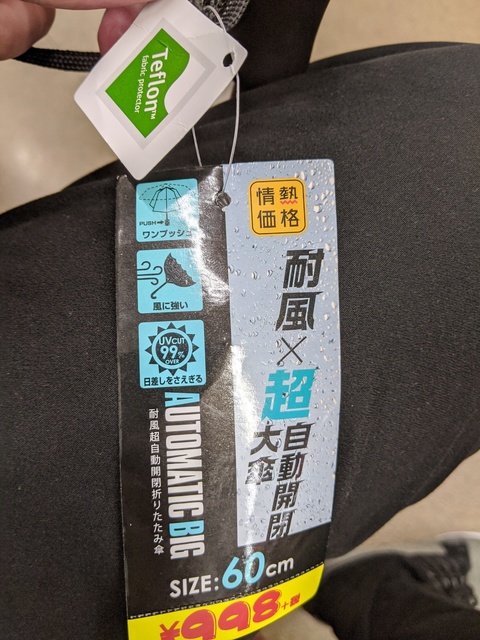 Teflon™
fabric protector
情熱
価格
PUSH
ワンプッシュ
風に強い
UVCUT
99%
OVER
日差しをさえぎる
耐風×超
自動開閉
大傘
AUTOMATIC BIG
耐風超自動開閉折りたたみ傘
SIZE:60cm
¥998+税